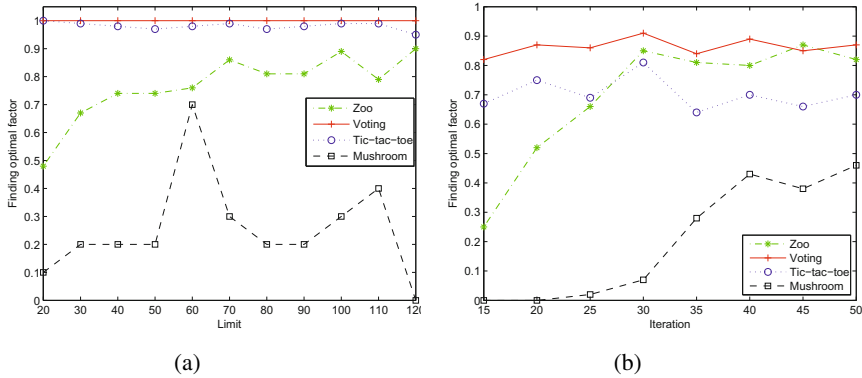 1
0.9
0.8
0.7
0.6
0.5
0.4
0.3
0.2
0.1
0
Finding optimal factor
20 30 40 50 60 70 80 90 100 110 120
Limit
Zoo
Voting
Tic−tac−toe
Mushroom
(a)
1
0.9
0.8
0.7
0.6
0.5
0.4
0.3
0.2
0.1
0
Finding optimal factor
15 20 25 30 35 40 45 50
Iteration
Zoo
Voting
Tic−tac−toe
Mushroom
(b)